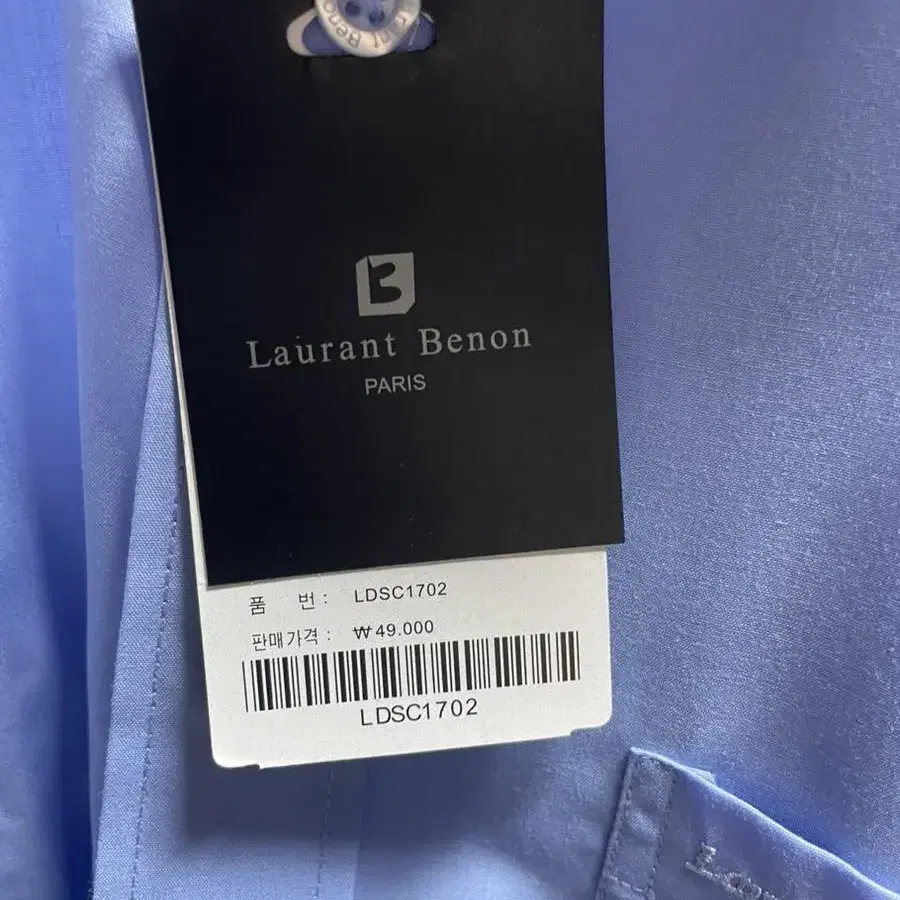 Laurant Benon
PARIS
품 번 : LDSC1702
판매가격 : ₩49.000
LDSC1702